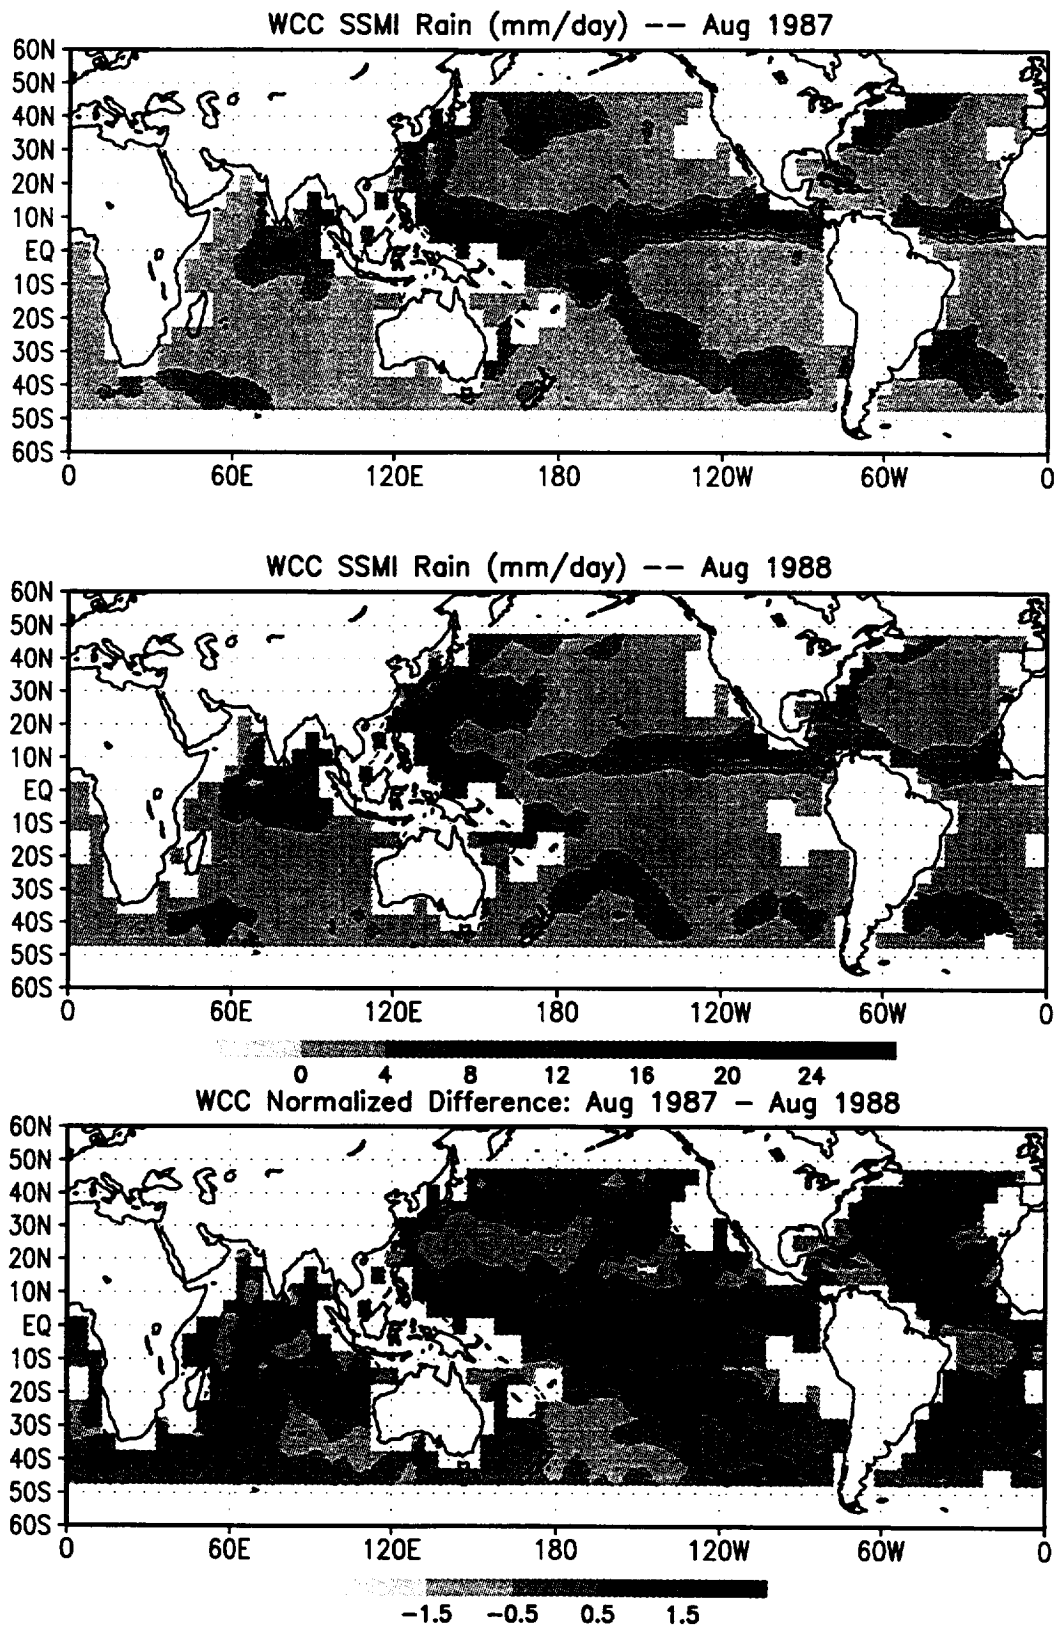 WCC SSMI Rain (mm/day) -- Aug 1987
60N
50N
40N
30N
20N
10N
EQ
10S
20S
30S
40S
50S
60S
0 60E 120E 180 120W 60W 0
WCC SSMI Rain (mm/day) -- Aug 1988
60N
50N
40N
30N
20N
10N
EQ
10S
20S
30S
40S
50S
60S
0 60E 120E 180 120W 60W 0
0 4 8 12 16 20 24
WCC Normalized Difference: Aug 1987 - Aug 1988
60N
50N
40N
30N
20N
10N
EQ
10S
20S
30S
40S
50S
60S
0 60E 120E 180 120W 60W 0
-1.5 -0.5 0.5 1.5